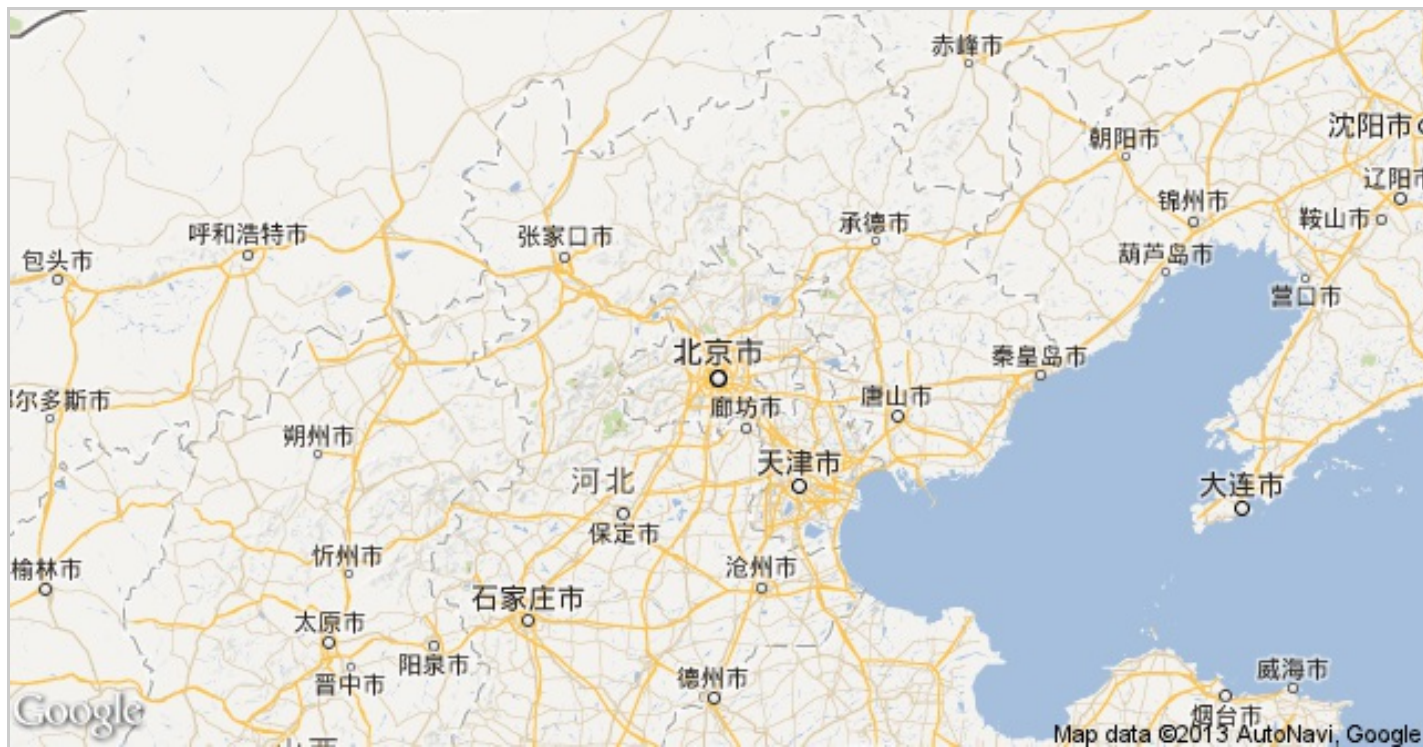 赤峰市
沈阳市
朝阳市
辽阳市
锦州市
鞍山市
承德市
呼和浩特市
张家口市
葫芦岛市
包头市
营口市
北京市
秦皇岛市
唐山市
尔多斯市
廊坊市
朔州市
天津市
河北
大连市
保定市
忻州市
沧州市
榆林市
石家庄市
太原市
阳泉市
威海市
晋中市
德州市
烟台市
Google
Map data ©2013 AutoNavi, Google